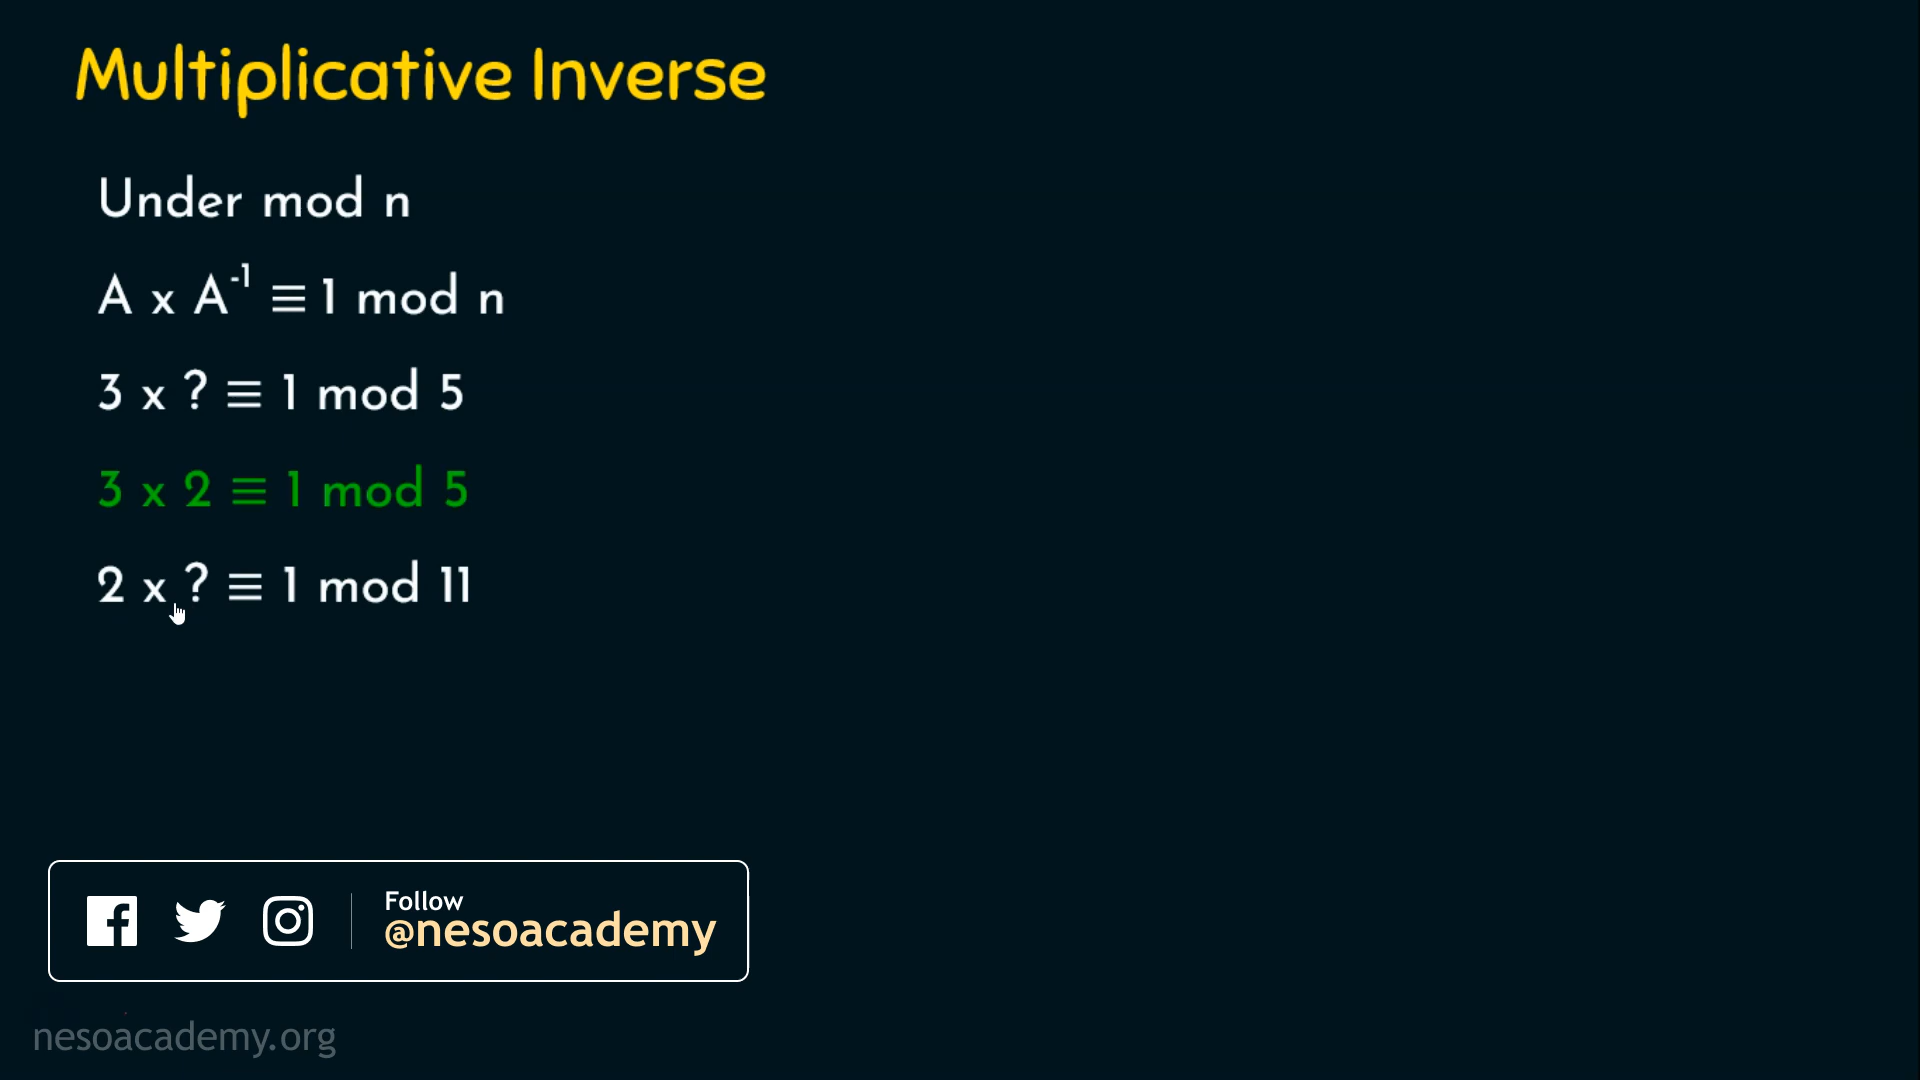 Multiplicative Inverse
Under mod n
A x A⁻¹ ≡ 1 mod n
3 x ? ≡ 1 mod 5
3 x 2 ≡ 1 mod 5
2 x ? ≡ 1 mod 11
Follow
@nesoacademy
nesoacademy.org